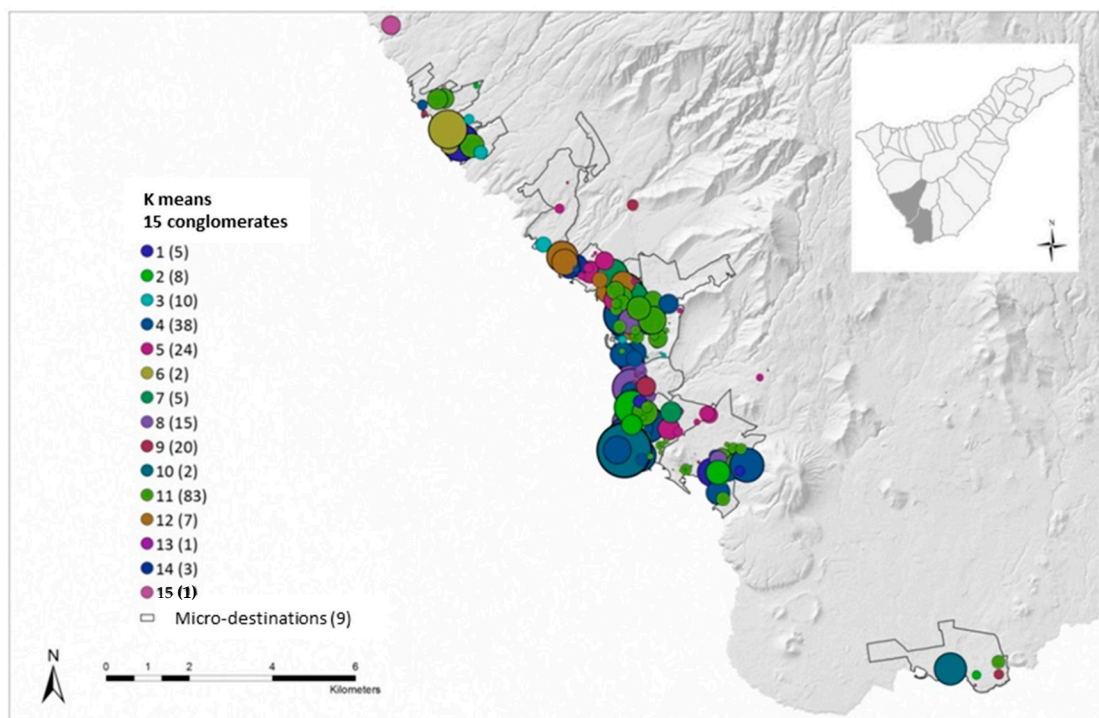 N
K means
15 conglomerates
1 (5)
2 (8)
3 (10)
4 (38)
5 (24)
6 (2)
7 (5)
8 (15)
9 (20)
10 (2)
11 (83)
12 (7)
13 (1)
14 (3)
15 (1)
Micro-destinations (9)
N
0 1 2 4 6
Kilometers